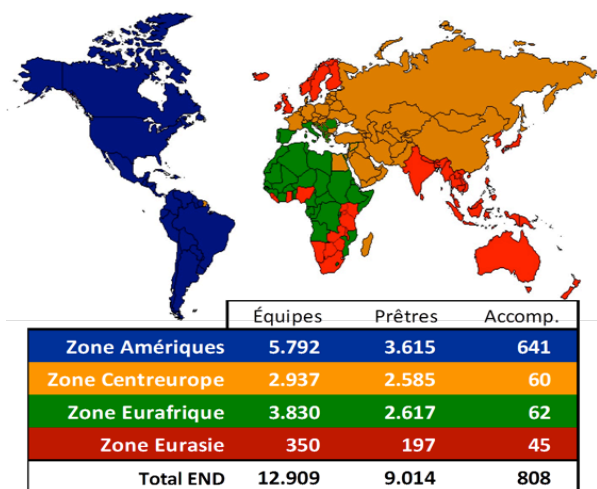 Équipes Prêtres Accomp.
Zone Amériques 5.792 3.615 641
Zone Centreurope 2.937 2.585 60
Zone Eurafrique 3.830 2.617 62
Zone Eurasie 350 197 45
Total END 12.909 9.014 808